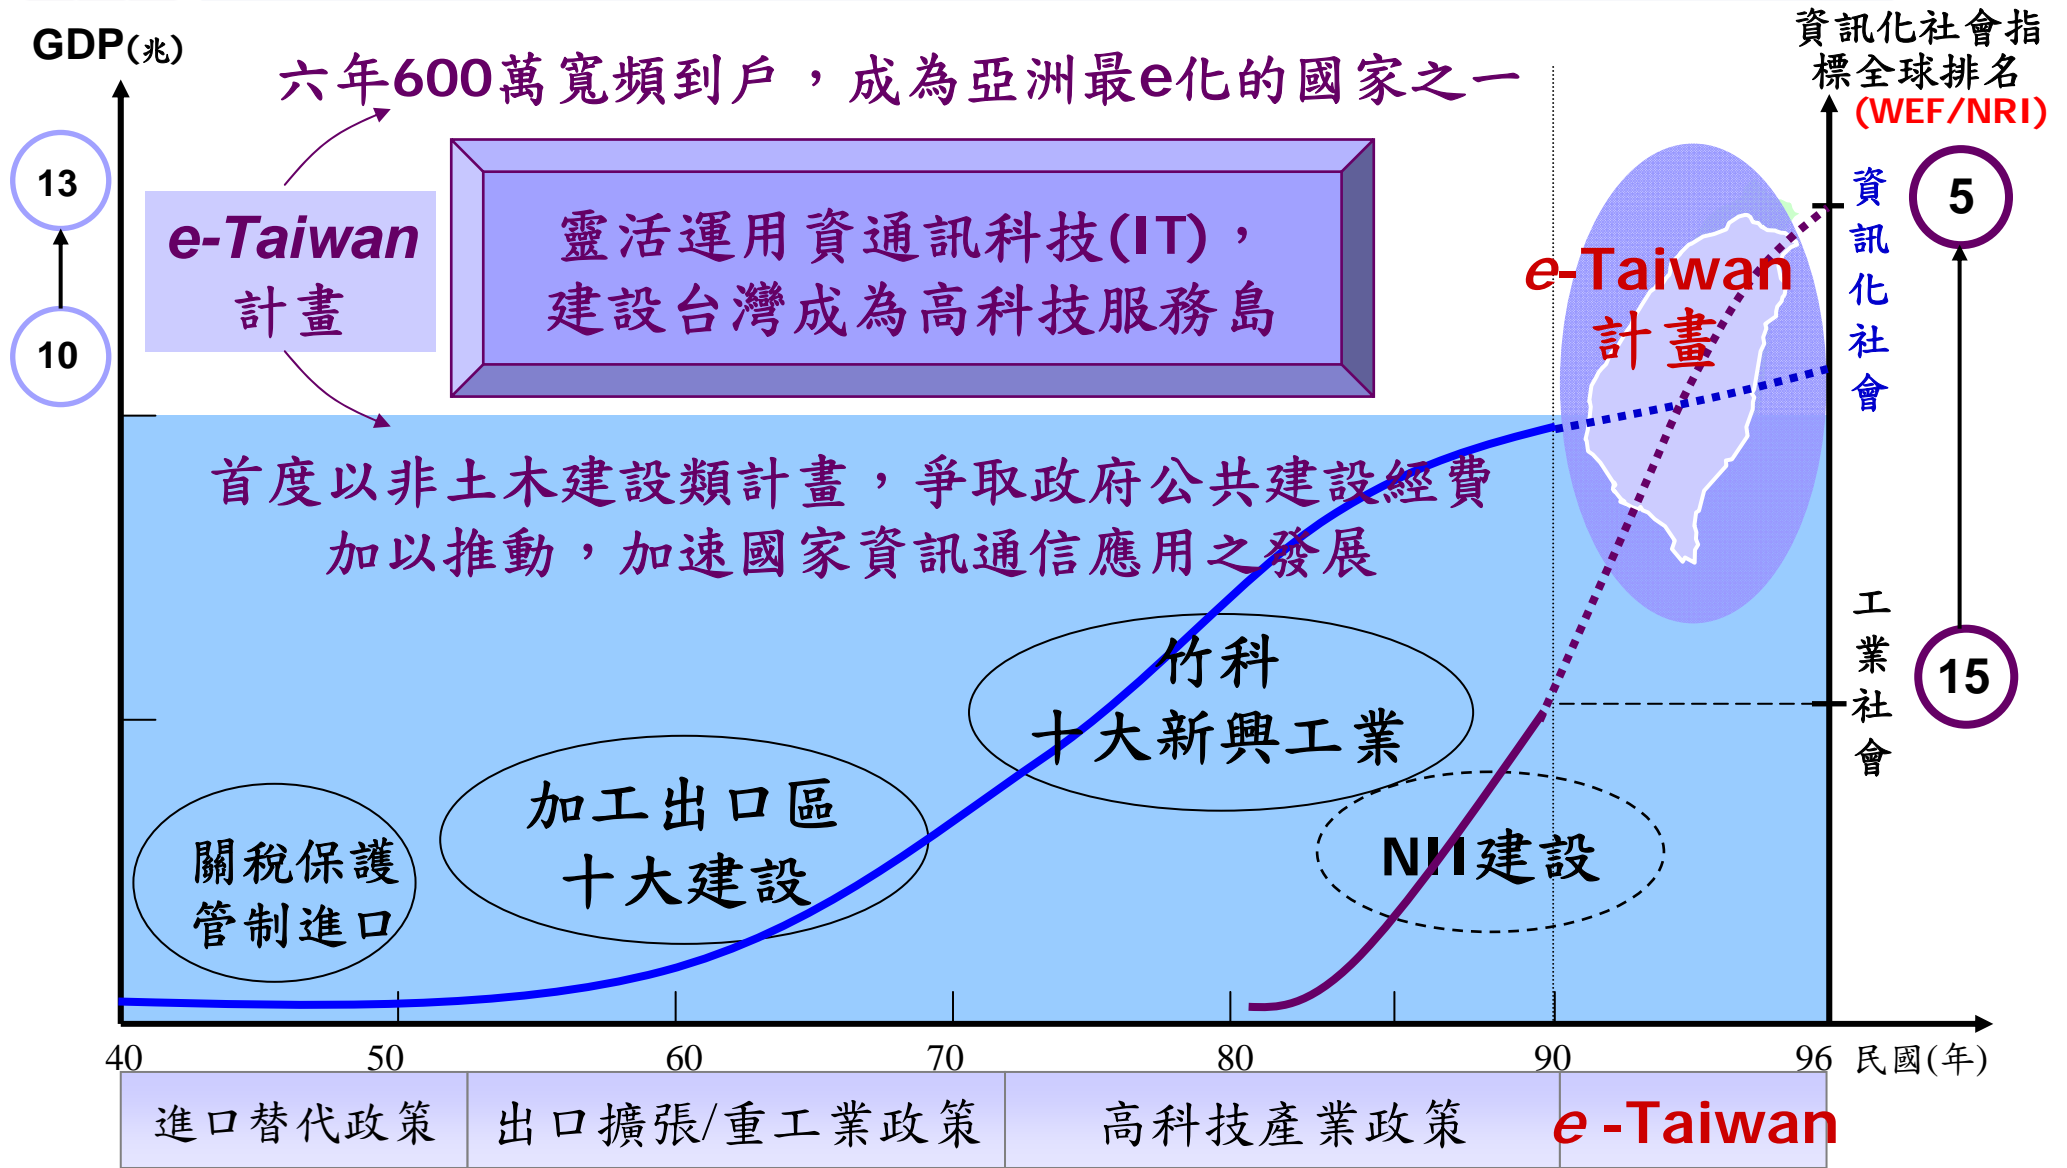 GDP(兆)
資訊化社會指
標全球排名
(WEF/NRI)
六年600萬寬頻到戶，成為亞洲最e化的國家之一
13
10
e-Taiwan
計畫
靈活運用資通訊科技(IT)，
建設台灣成為高科技服務島
e-Taiwan
計畫
資訊化社會
5
15
工業社會
首度以非土木建設類計畫，爭取政府公共建設經費
加以推動，加速國家資訊通信應用之發展
竹科
十大新興工業
加工出口區
十大建設
關稅保護
管制進口
NII建設
40 50 60 70 80 90 96 民國(年)
進口替代政策 出口擴張/重工業政策 高科技產業政策 e -Taiwan